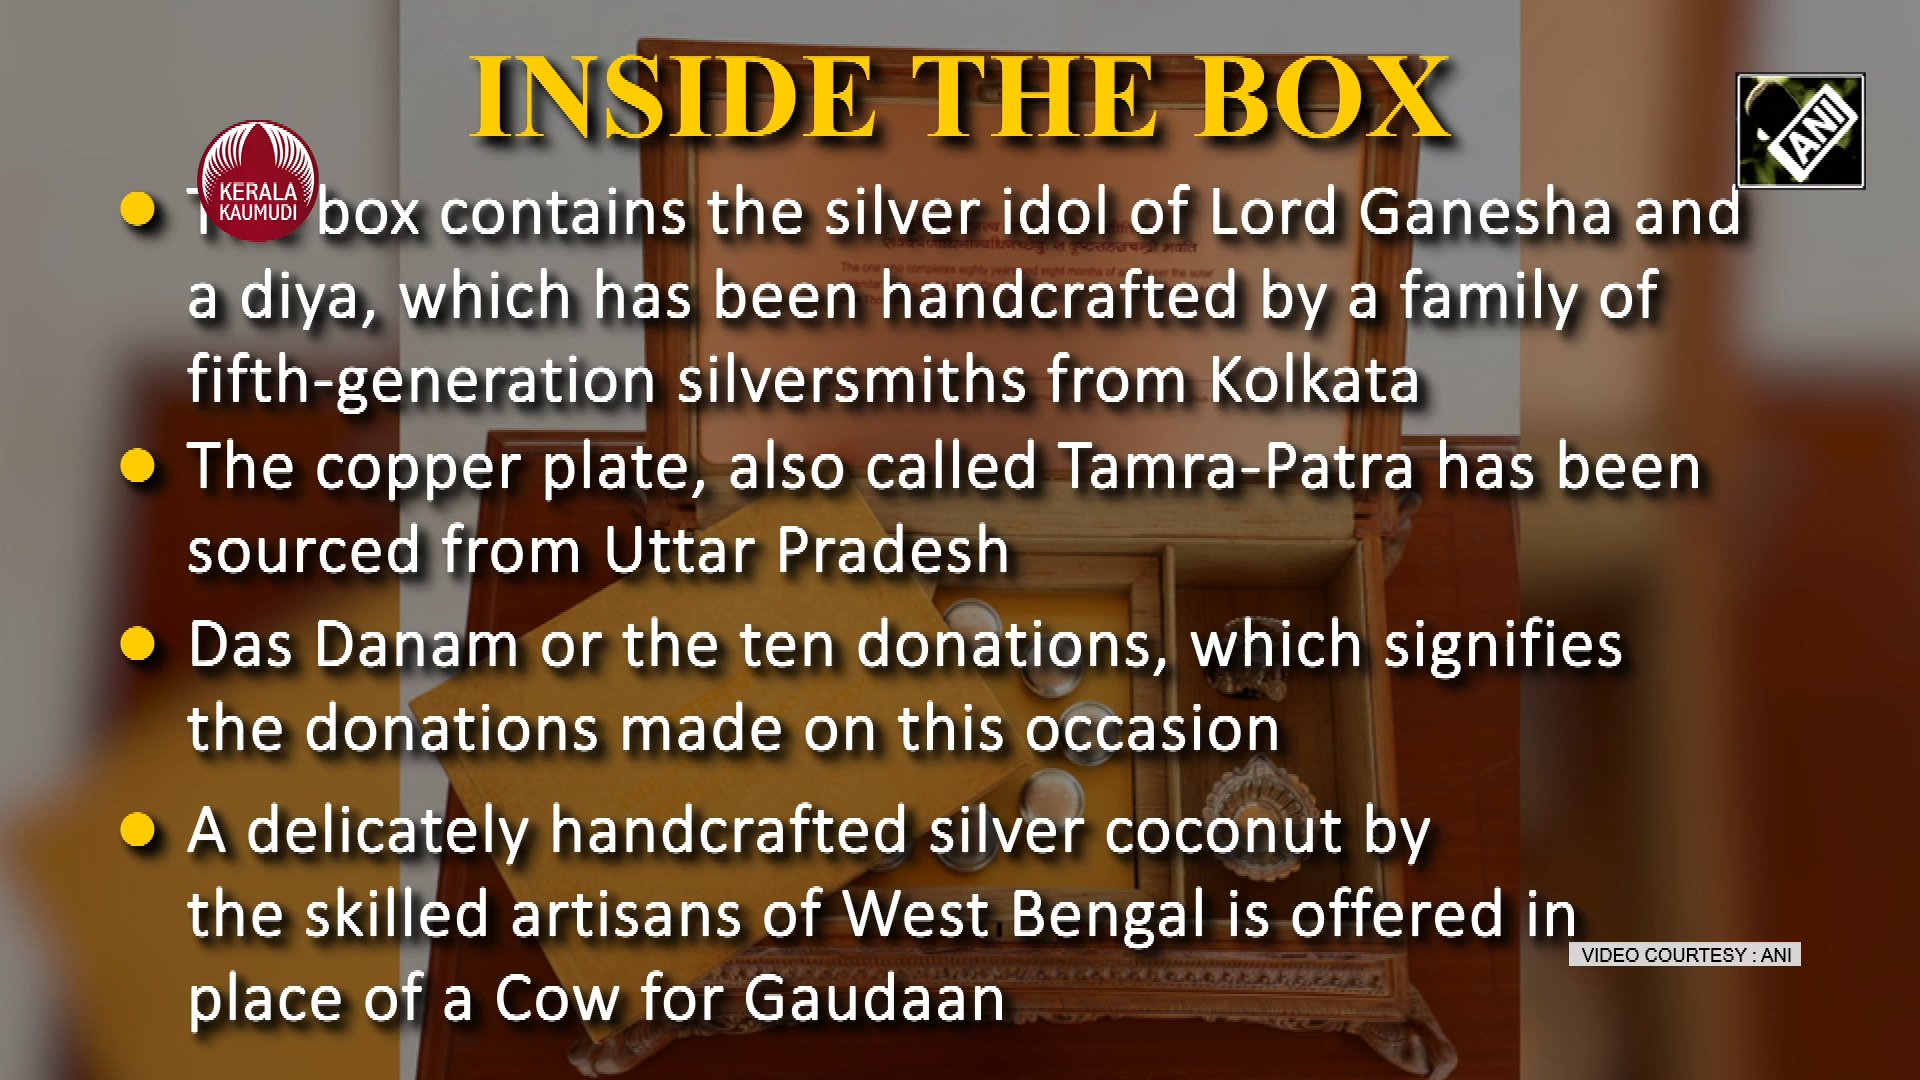 INSIDE THE BOX
ANI
KERALA
KAUMUDI
box contains the silver idol of Lord Ganesha and
a diya, which has been handcrafted by a family of
fifth-generation silversmiths from Kolkata
The copper plate, also called Tamra-Patra has been
sourced from Uttar Pradesh
Das Danam or the ten donations, which signifies
the donations made on this occasion
A delicately handcrafted silver coconut by
the skilled artisans of West Bengal is offered in
VIDEO COURTESY : ANI
place of a Cow for Gaudaan